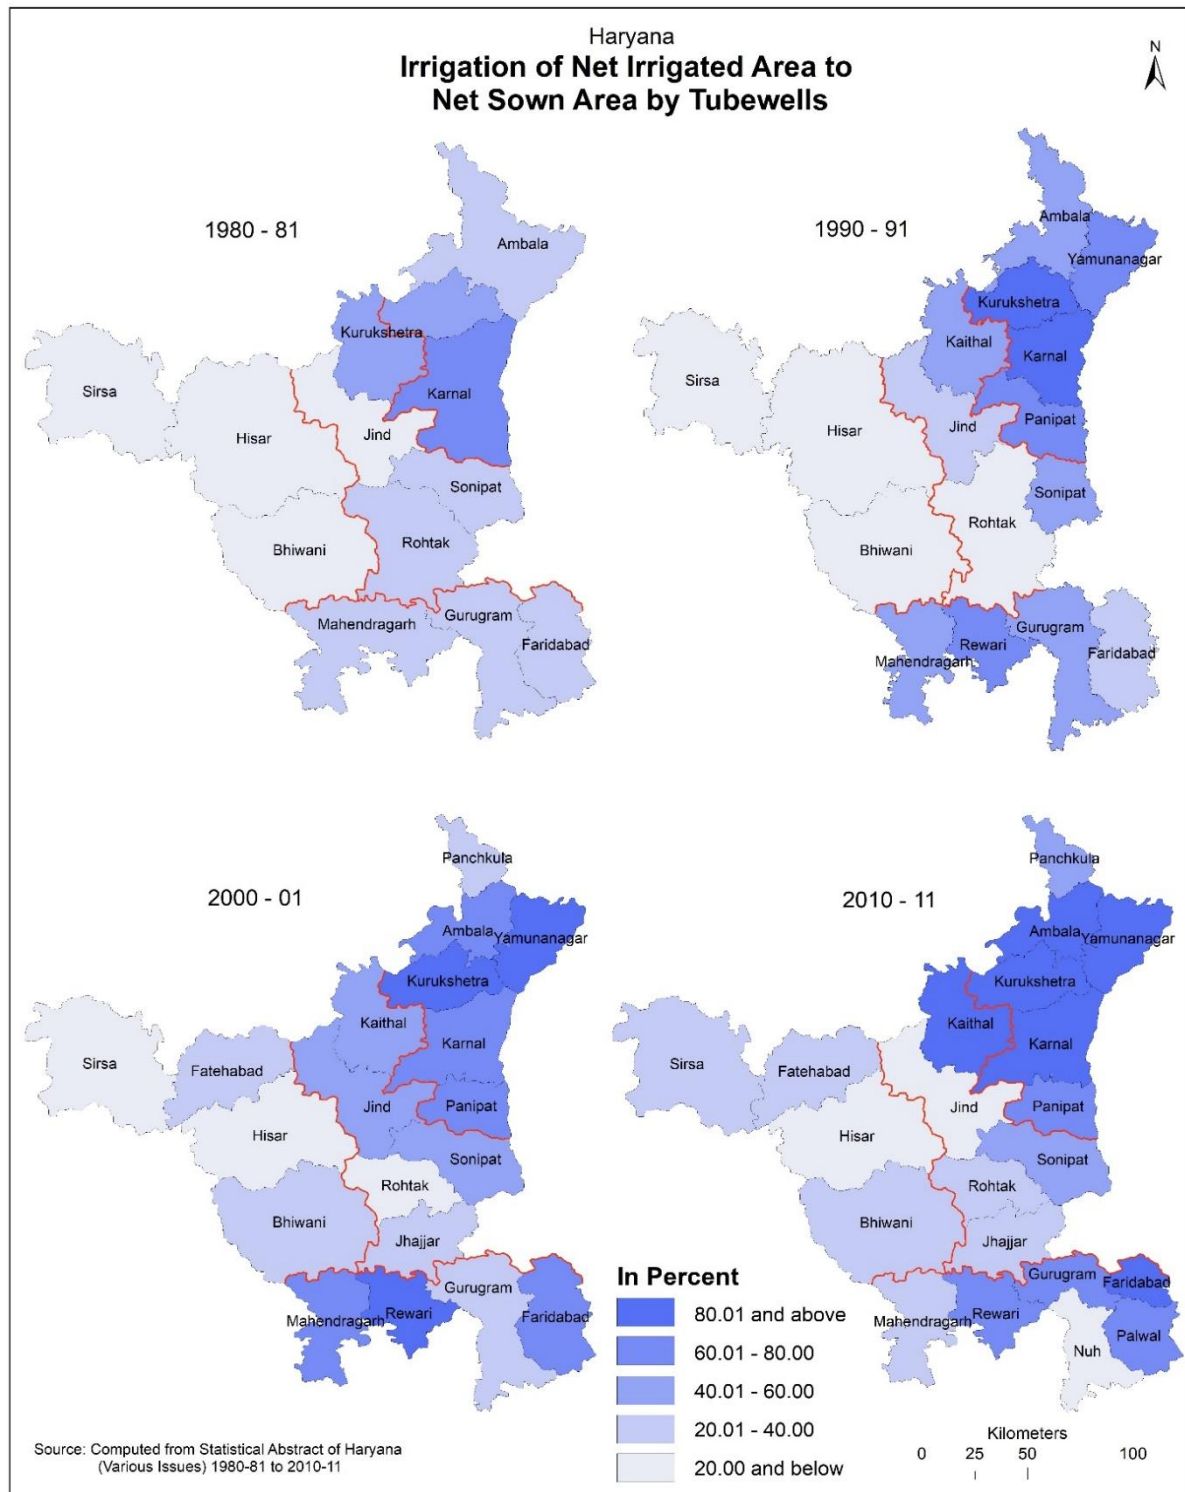 Haryana
Irrigation of Net Irrigated Area to
Net Sown Area by Tubewells
N
1980 - 81
Ambala
Kurukshetra
Karnal
Sirsa
Hisar
Jind
Sonipat
Bhiwani
Rohtak
Mahendragarh
Gurugram
Faridabad
1990 - 91
Ambala
Yamunanagar
Kurukshetra
Kaithal
Karnal
Sirsa
Hisar
Jind
Panipat
Sonipat
Rohtak
Bhiwani
Mahendragarh
Rewari
Gurugram
Faridabad
2000 - 01
Panchkula
Ambala
Yamunanagar
Kurukshetra
Kaithal
Karnal
Sirsa
Fatehabad
Jind
Panipat
Hisar
Sonipat
Rohtak
Bhiwani
Jhajjar
Gurugram
Mahendragarh
Rewari
Faridabad
2010 - 11
Panchkula
Ambala
Yamunanagar
Kurukshetra
Kaithal
Karnal
Sirsa
Fatehabad
Jind
Panipat
Hisar
Sonipat
Rohtak
Bhiwani
Jhajjar
Gurugram
Faridabad
Mahendragarh
Rewari
Palwal
Nuh
In Percent
80.01 and above
60.01 - 80.00
40.01 - 60.00
20.01 - 40.00
20.00 and below
Kilometers
0 25 50 100
Source: Computed from Statistical Abstract of Haryana
(Various Issues) 1980-81 to 2010-11